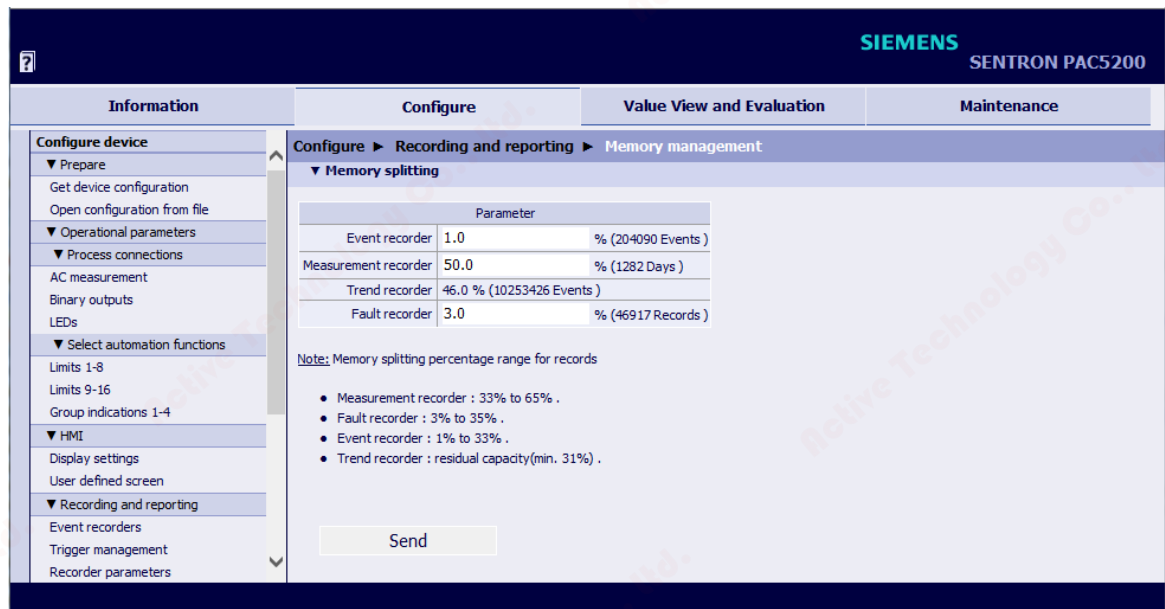 SIEMENS
SENTRON PAC5200
?
Information
Configure
Value View and Evaluation
Maintenance
Configure device
▼ Prepare
Get device configuration
Open configuration from file
▼ Operational parameters
▼ Process connections
AC measurement
Binary outputs
LEDs
▼ Select automation functions
Limits 1-8
Limits 9-16
Group indications 1-4
▼ HMI
Display settings
User defined screen
▼ Recording and reporting
Event recorders
Trigger management
Recorder parameters
Configure ► Recording and reporting ► Memory management
▼ Memory splitting
Parameter
Event recorder 1.0 % (204090 Events )
Measurement recorder 50.0 % (1282 Days )
Trend recorder 46.0 % (10253426 Events )
Fault recorder 3.0 % (46917 Records )
Note: Memory splitting percentage range for records
● Measurement recorder : 33% to 65% .
● Fault recorder : 3% to 35% .
● Event recorder : 1% to 33% .
● Trend recorder : residual capacity(min. 31%) .
Send
Active Technology Co., Ltd.